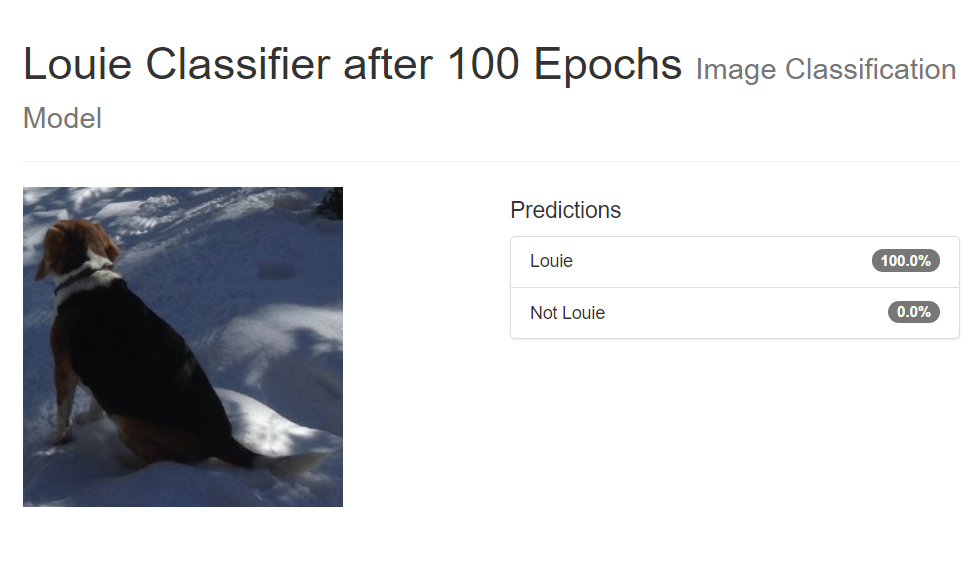 Louie Classifier after 100 Epochs Image Classification
Model
Predictions
Louie 100.0%
Not Louie 0.0%